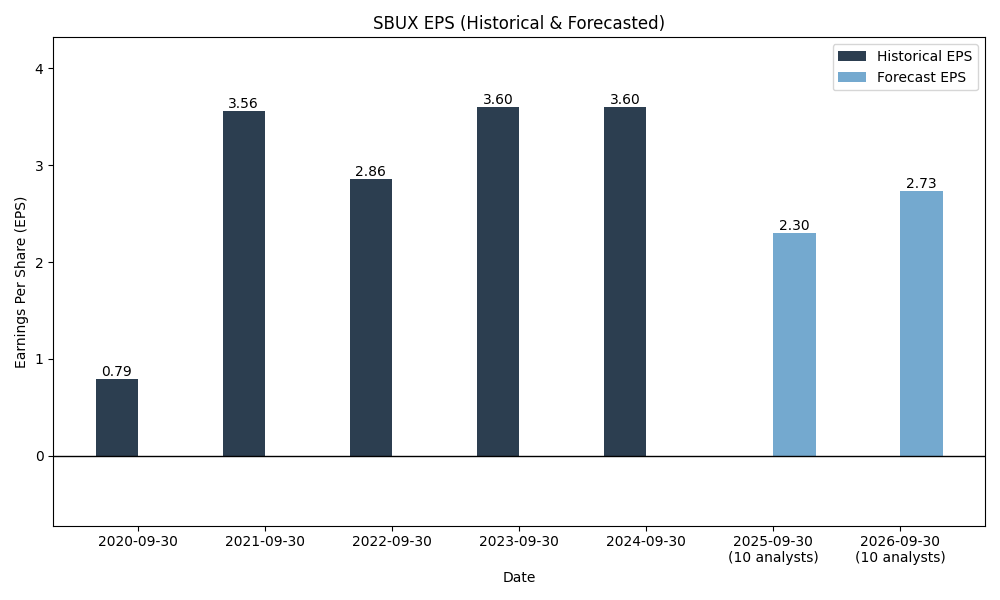 SBUX EPS (Historical & Forecasted)
Historical EPS
Forecast EPS
Earnings Per Share (EPS)
4
3
2
1
0
0.79
3.56
2.86
3.60
3.60
2.30
2.73
2020-09-30
2021-09-30
2022-09-30
2023-09-30
2024-09-30
2025-09-30
(10 analysts)
2026-09-30
(10 analysts)
Date